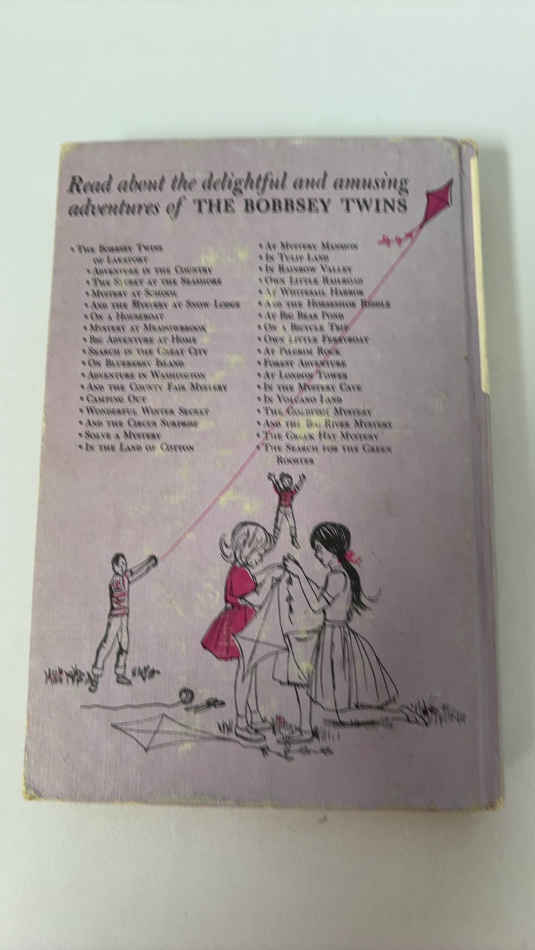 Read about the delightful and amusing
adventures of THE BOBBSEY TWINS
• THE BOBBSEY TWINS
OF LAKEPORT
• ADVENTURE IN THE COUNTRY
• THE SECRET AT THE SEASHORE
• MYSTERY AT SCHOOL
• AND THE MYSTERY AT SNOW LODGE
• ON A HOUSEBOAT
• MYSTERY AT MEADOWBROOK
• BIG ADVENTURE AT HOME
• SEARCH IN THE GREAT CITY
• ON BLUEBERRY ISLAND
• ADVENTURE IN WASHINGTON
• AND THE COUNTY FAIR MYSTERY
• CAMPING OUT
• WONDERFUL WINTER SECRET
• AND THE CIRCUS SURPRISE
• SOLVE A MYSTERY
• IN THE LAND OF COTTON
• AT MYSTERY MANSION
• IN TULIP LAND
• IN RAINBOW VALLEY
• OWN LITTLE RAILROAD
• AT WHITESAIL HARBOR
• AND THE HORSESHOE RIDDLE
• AT BIG BEAR POND
• ON A BICYCLE TRIP
• OWN LITTLE FERRYBOAT
• AT PILGRIM ROCK
• FOREST ADVENTURE
• AT LONDON TOWER
• IN THE MYSTERY CAVE
• IN VOLCANO LAND
• THE GOLDFISH MYSTERY
• AND THE BIG RIVER MYSTERY
• THE GREEK HAT MYSTERY
• THE SEARCH FOR THE GREEN
ROOSTER